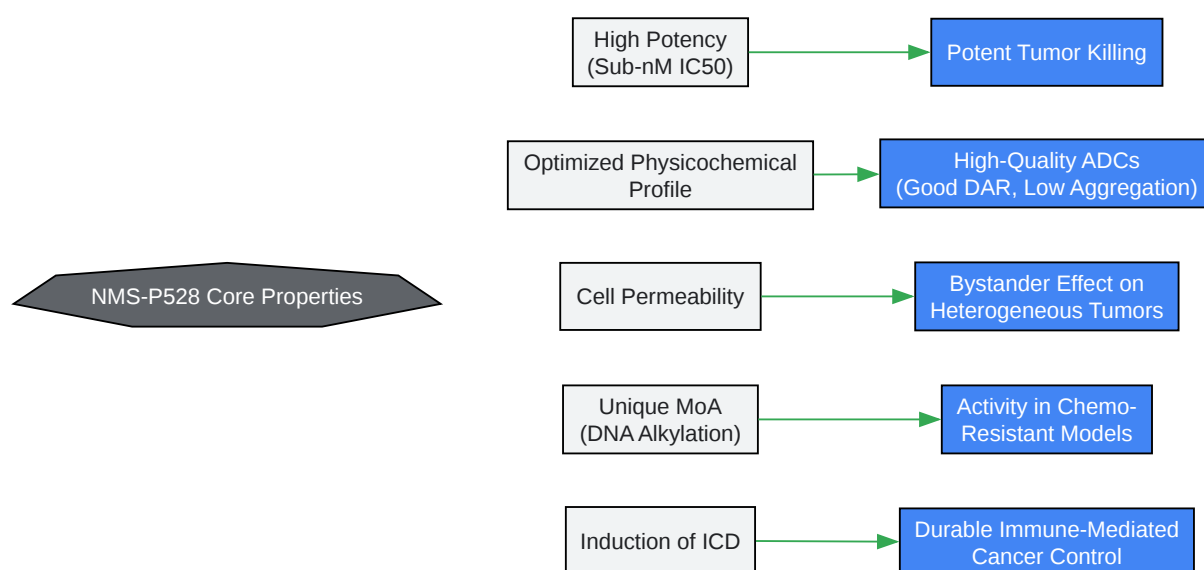 High Potency
(Sub-nM IC50)
Potent Tumor Killing
Optimized Physicochemical
Profile
High-Quality ADCs
(Good DAR, Low Aggregation)
NMS-P528 Core Properties
Cell Permeability
Bystander Effect on
Heterogeneous Tumors
Unique MoA
(DNA Alkylation)
Activity in Chemo-
Resistant Models
Induction of ICD
Durable Immune-Mediated
Cancer Control